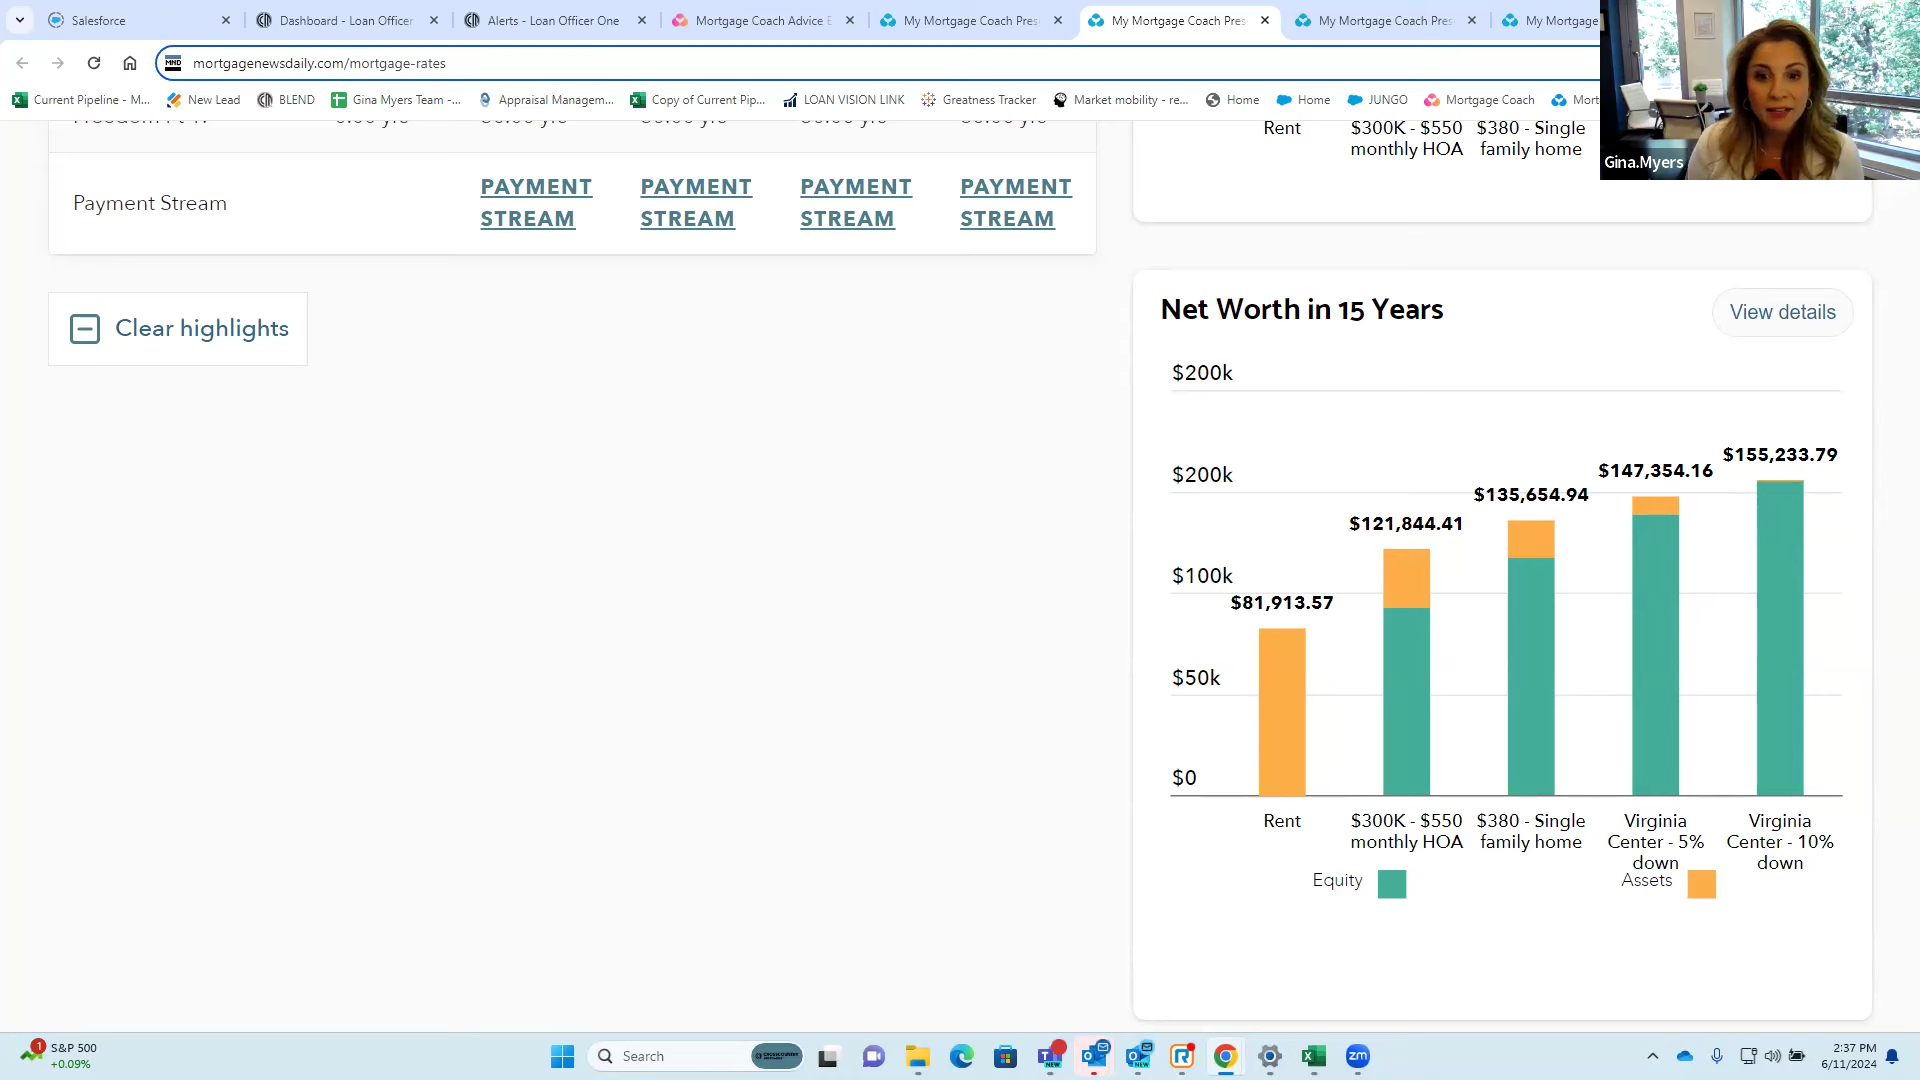 Salesforce
Dashboard - Loan Officer
Alerts - Loan Officer One
Mortgage Coach Advice E
My Mortgage Coach Pres
My Mortgage Coach Pres
My Mortgage Coach Pres
My Mortgage
MND
mortgagenewsdaily.com/mortgage-rates
Current Pipeline - M...
New Lead
BLEND
Gina Myers Team -...
Appraisal Managem...
Copy of Current Pip...
LOAN VISION LINK
Greatness Tracker
Market mobility - re...
Home
Home
JUNGO
Mortgage Coach
Mort
Gina.Myers
Rent
$300K - $550
monthly HOA
$380 - Single
family home
Payment Stream
PAYMENT
STREAM
PAYMENT
STREAM
PAYMENT
STREAM
PAYMENT
STREAM
Clear highlights
Net Worth in 15 Years
View details
$200k
$200k
$100k
$50k
$0
$81,913.57
$121,844.41
$135,654.94
$147,354.16
$155,233.79
Rent
$300K - $550
monthly HOA
$380 - Single
family home
Virginia
Center - 5%
down
Virginia
Center - 10%
down
Equity
Assets
1
S&P 500
+0.09%
Search
NEW
NEW
zm
2:37 PM
6/11/2024